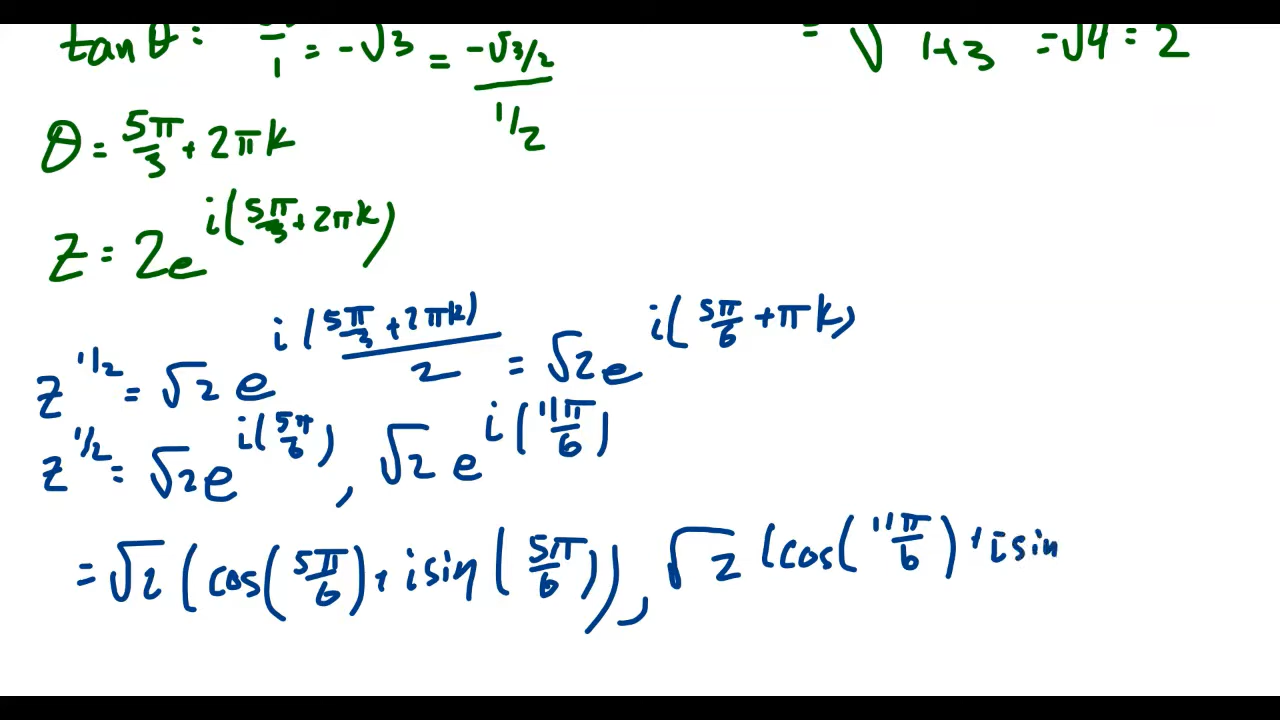 tan θ = /1 = -√3 = (-√3/2)/(1/2)
= √1+3 = √4 = 2
θ = 5π/3 + 2πk
z = 2e^i(5π/3 + 2πk)
z^1/2 = √2 e^i(5π/3 + 2πk)/2 = √2 e^i(5π/6 + πk)
z^1/2 = √2 e^i(5π/6), √2 e^i(11π/6)
= √2 (cos(5π/6) + i sin(5π/6)), √2 (cos(11π/6) + i sin